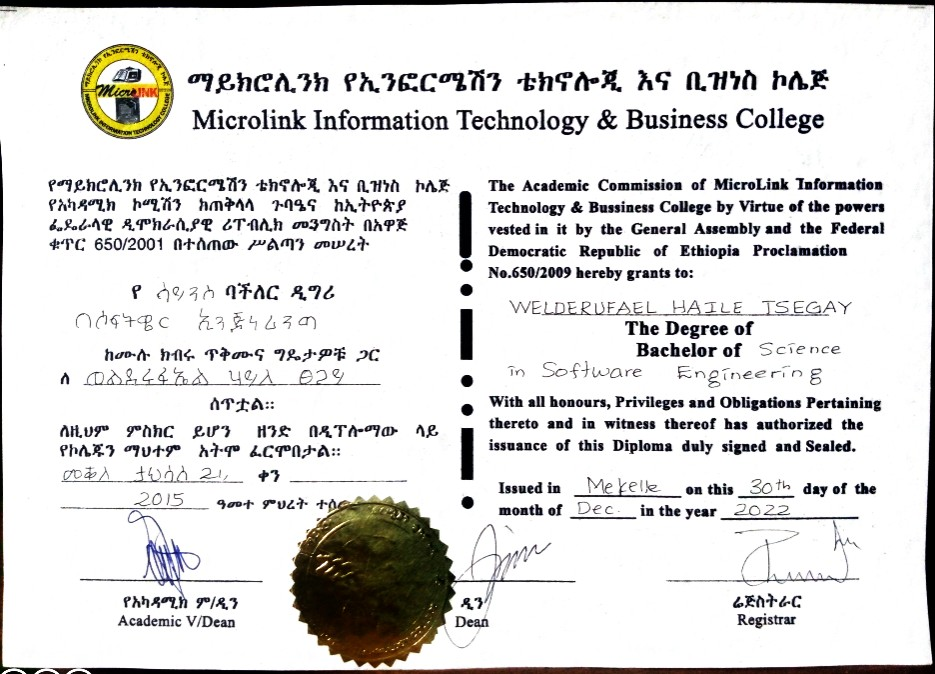 ማይክሮሊንክ የኢንፎርሜሽን ቴክኖሎጂ እና ቢዝነስ ኮሌጅ
Microlink Information Technology & Business College
MicroLINK
MICROLINK INFORMATION TECHNOLOGY COLLEGE
የማይክሮሊንክ የኢንፎርሜሽን ቴክኖሎጂ እና ቢዝነስ ኮሌጅ
የአካዳሚክ ኮሚሽን ከጠቅላላ ጉባዔና ከኢትዮጵያ
ፌዴራላዊ ዲሞክራሲያዊ ሪፐብሊክ መንግስት በአዋጅ
ቁጥር 650/2001 በተሰጠው ሥልጣን መሠረት
የ ሳይንስ ባችለር ዲግሪ
በሶፍትዌር ኢንጅነሪንግ
ከሙሉ ክብሩ ጥቅሙና ግዴታዎቹ ጋር
ለ ወልደሩፋኤል ሃይለ ፀጋይ
ሰጥቷል።
ለዚህም ምስክር ይሆን ዘንድ በዲፕሎማው ላይ
የኮሌጁን ማህተም አትሞ ፈርሞበታል።
መቐለ ታህሳስ 21 ቀን
2015 ዓመተ ምህረት
The Academic Commission of MicroLink Information
Technology & Bussiness College by Virtue of the powers
vested in it by the General Assembly and the Federal
Democratic Republic of Ethiopia Proclamation
No.650/2009 hereby grants to:
WELDERUFAEL HAILE TSEGAY
The Degree of
Bachelor of Science
in Software Engineering
With all honours, Privileges and Obligations Pertaining
thereto and in witness thereof has authorized the
issuance of this Diploma duly signed and Sealed.
Issued in Mekelle on this 30th day of the
month of Dec. in the year 2022
የአካዳሚክ ም/ዲን
Academic V/Dean
ዲን
Dean
ሬጅስትራር
Registrar